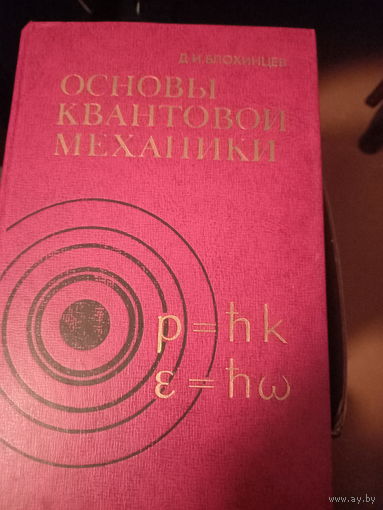 Д.И.БЛОХИНЦЕВ
ОСНОВЫ
КВАНТОВОЙ
МЕХАНИКИ
p=ħk
ε=ħω
www.ay.by